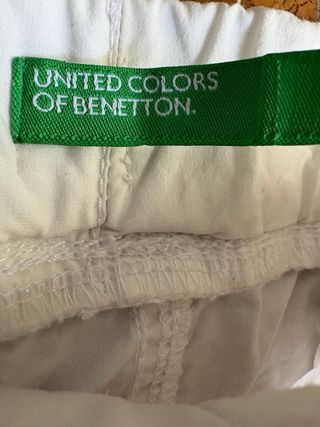 UNITED COLORS
OF BENETTON.